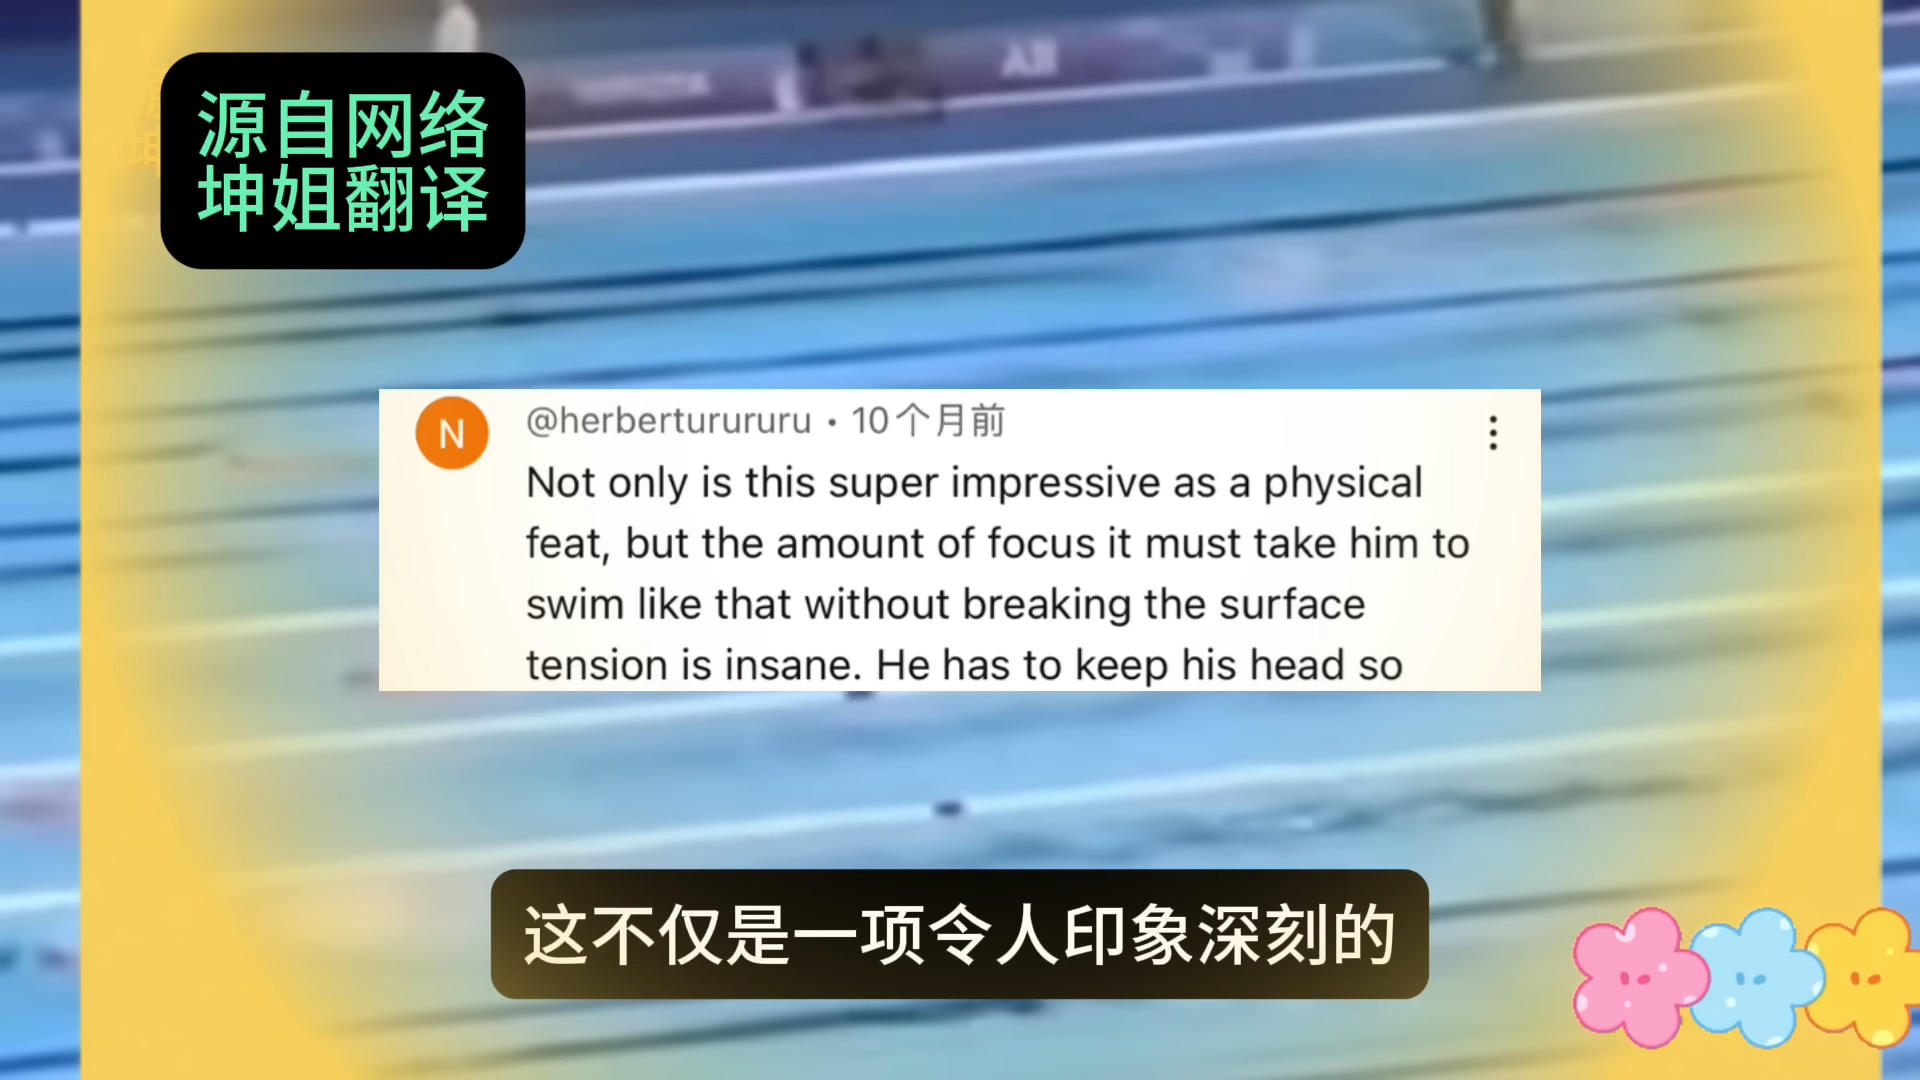 源自网络
坤姐翻译
All
N
@herberturururu • 10个月前
Not only is this super impressive as a physical
feat, but the amount of focus it must take him to
swim like that without breaking the surface
tension is insane. He has to keep his head so
这不仅是一项令人印象深刻的